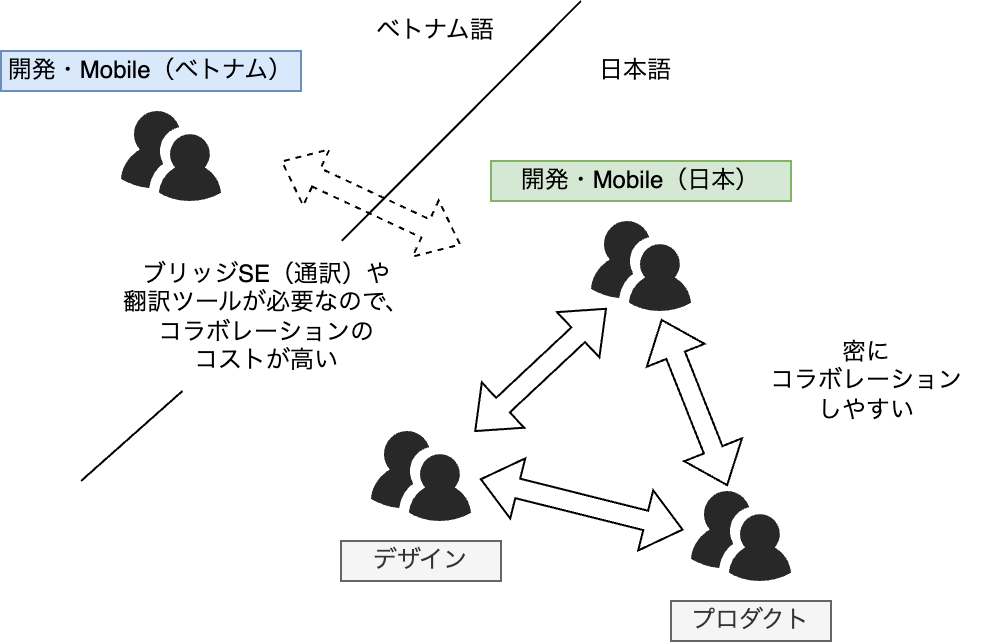 ベトナム語
日本語
開発・Mobile（ベトナム）
開発・Mobile（日本）
ブリッジSE（通訳）や
翻訳ツールが必要なので、
コラボレーションの
コストが高い
密に
コラボレーション
しやすい
デザイン
プロダクト